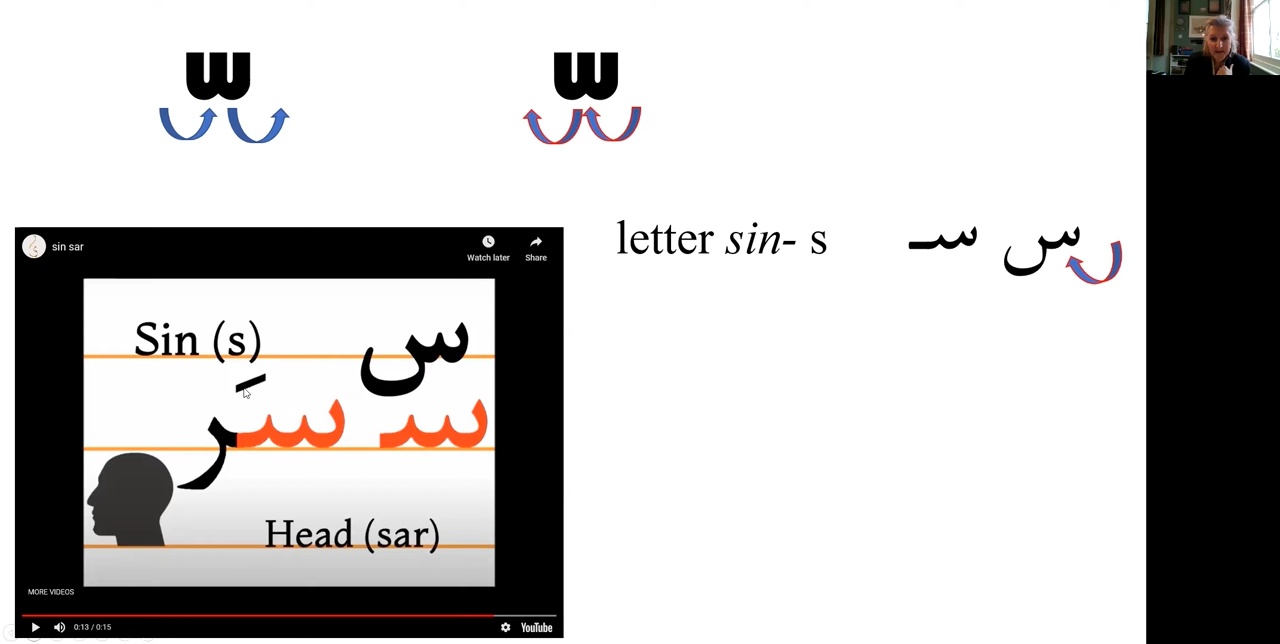 w w
letter sin- s سـ س
sin sar
Watch later Share
Sin (s) س
سـ سَر
Head (sar)
MORE VIDEOS
0:13 / 0:15 YouTube